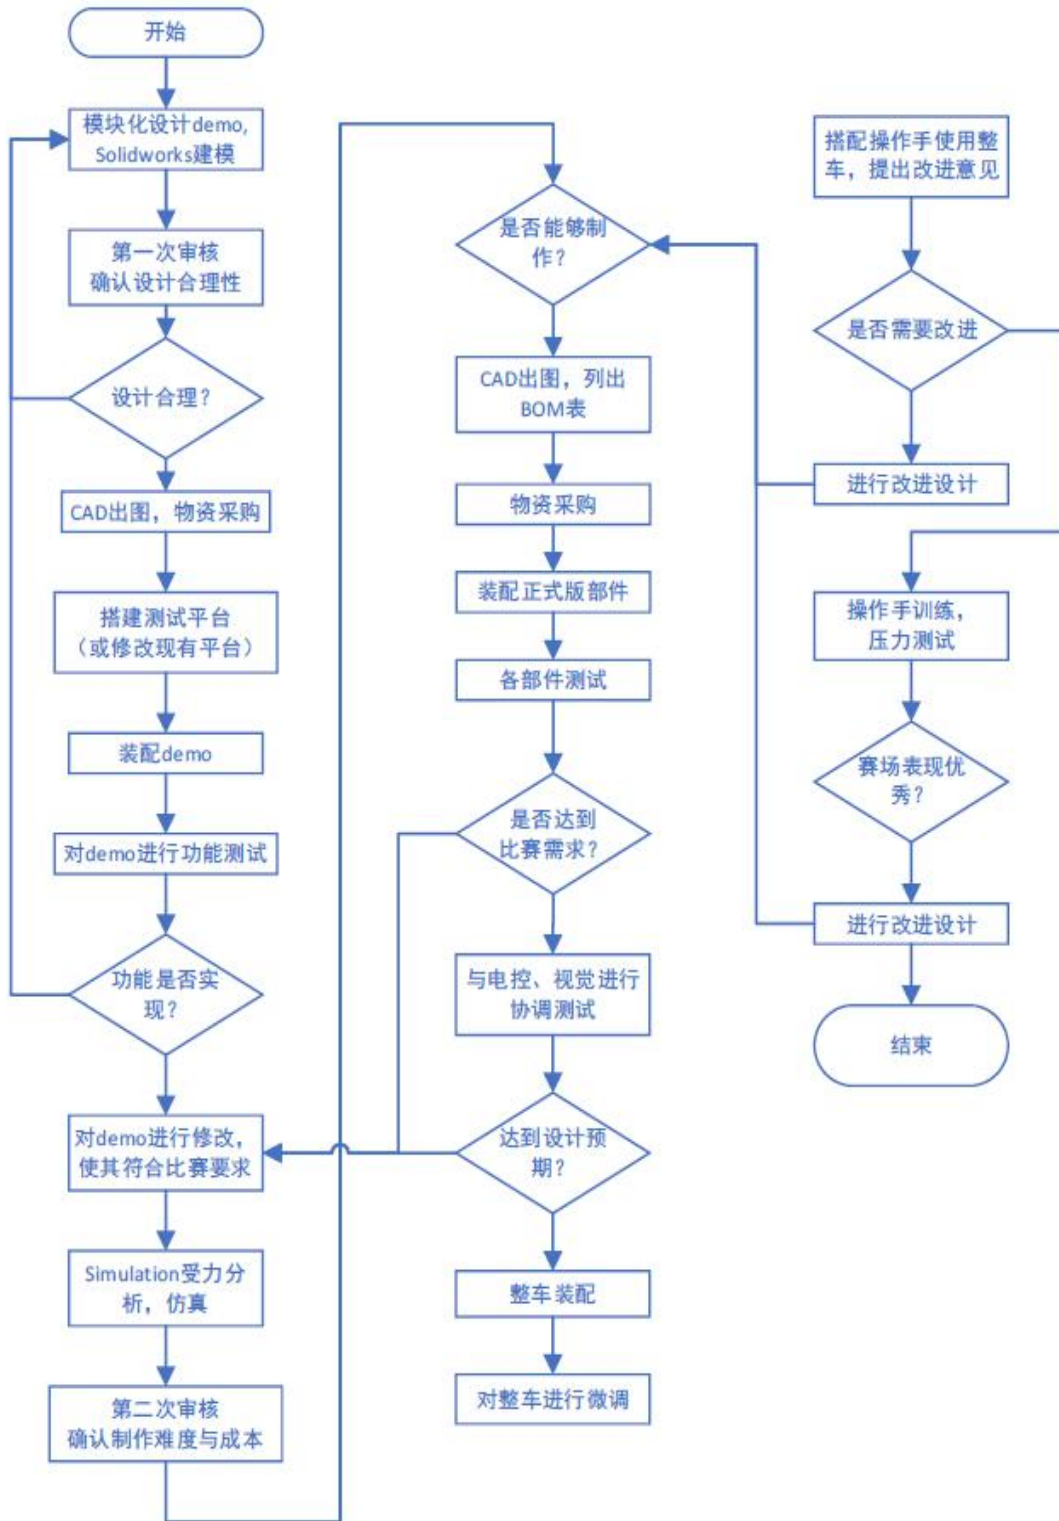 开始
模块化设计demo,
Solidworks建模
第一次审核
确认设计合理性
设计合理？
CAD出图，物资采购
搭建测试平台
（或修改现有平台）
装配demo
对demo进行功能测试
功能是否实
现？
对demo进行修改，
使其符合比赛要求
Simulation受力分
析，仿真
第二次审核
确认制作难度与成本
是否能够制
作？
CAD出图，列出
BOM表
物资采购
装配正式版部件
各部件测试
是否达到
比赛需求？
与电控、视觉进行
协调测试
达到设计预
期？
整车装配
对整车进行微调
搭配操作手使用整
车，提出改进意见
是否需要改进
进行改进设计
操作手训练，
压力测试
赛场表现优
秀？
进行改进设计
结束